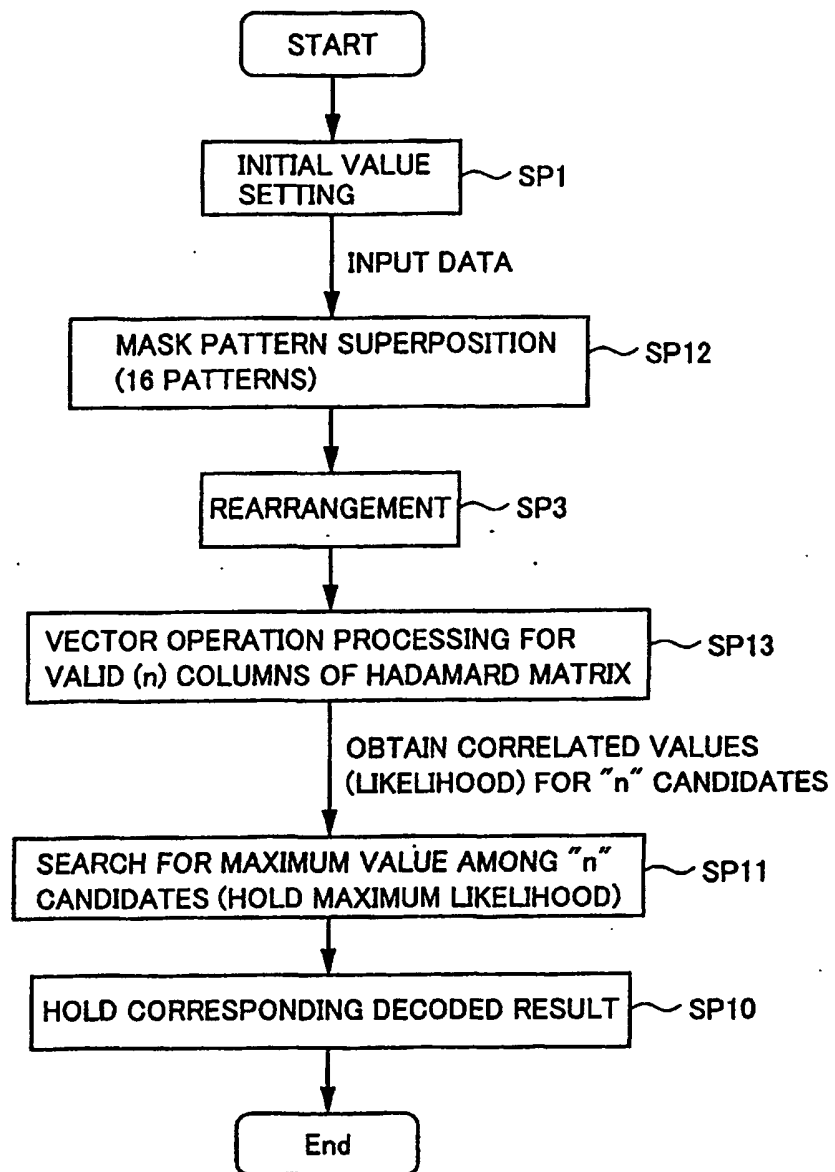 START
INITIAL VALUE
SETTING
SP1
INPUT DATA
MASK PATTERN SUPERPOSITION
(16 PATTERNS)
SP12
REARRANGEMENT
SP3
VECTOR OPERATION PROCESSING FOR
VALID (n) COLUMNS OF HADAMARD MATRIX
SP13
OBTAIN CORRELATED VALUES
(LIKELIHOOD) FOR "n" CANDIDATES
SEARCH FOR MAXIMUM VALUE AMONG "n"
CANDIDATES (HOLD MAXIMUM LIKELIHOOD)
SP11
HOLD CORRESPONDING DECODED RESULT
SP10
End